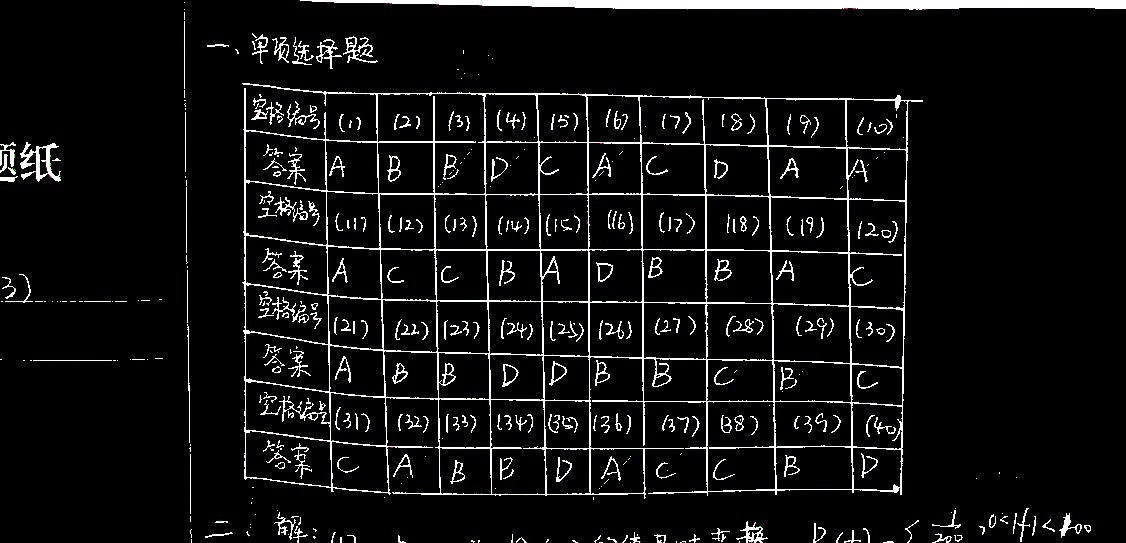 一、单项选择题
空格编号 (1) (2) (3) (4) (5) (6) (7) (8) (9) (10)
答案 A B B D C A C D A A
题纸
空格编号 (11) (12) (13) (14) (15) (16) (17) (18) (19) (20)
答案 A C C B A D B B A C
3)
空格编号 (21) (22) (23) (24) (25) (26) (27) (28) (29) (30)
答案 A B B D D B B C B C
空格编号 (31) (32) (33) (34) (35) (36) (37) (38) (39) (40)
答案 C A B B D A C C B D
二、解: (1)